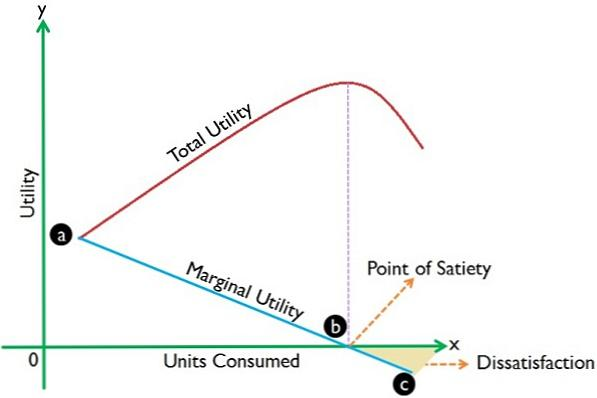 y
Total Utility
Utility
a
Marginal Utility
Point of Satiety
b
x
0
Units Consumed
Dissatisfaction
c